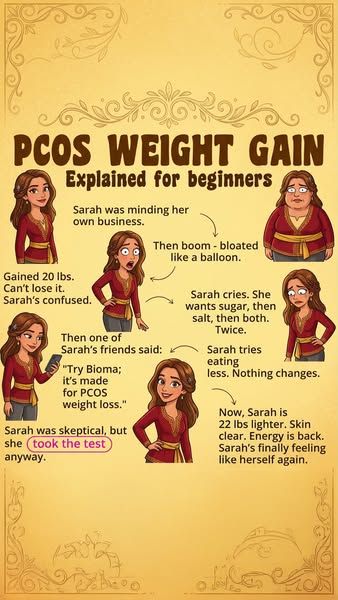 PCOS WEIGHT GAIN
Explained for beginners
Sarah was minding her
own business.
Then boom - bloated
like a balloon.
Gained 20 lbs.
Can't lose it.
Sarah's confused.
Sarah cries. She
wants sugar, then
salt, then both.
Twice.
Then one of
Sarah's friends said:
Sarah tries
eating
less. Nothing changes.
"Try Bioma;
it's made
for PCOS
weight loss."
Sarah was skeptical, but
she took the test
anyway.
Now, Sarah is
22 lbs lighter. Skin
clear. Energy is back.
Sarah's finally feeling
like herself again.